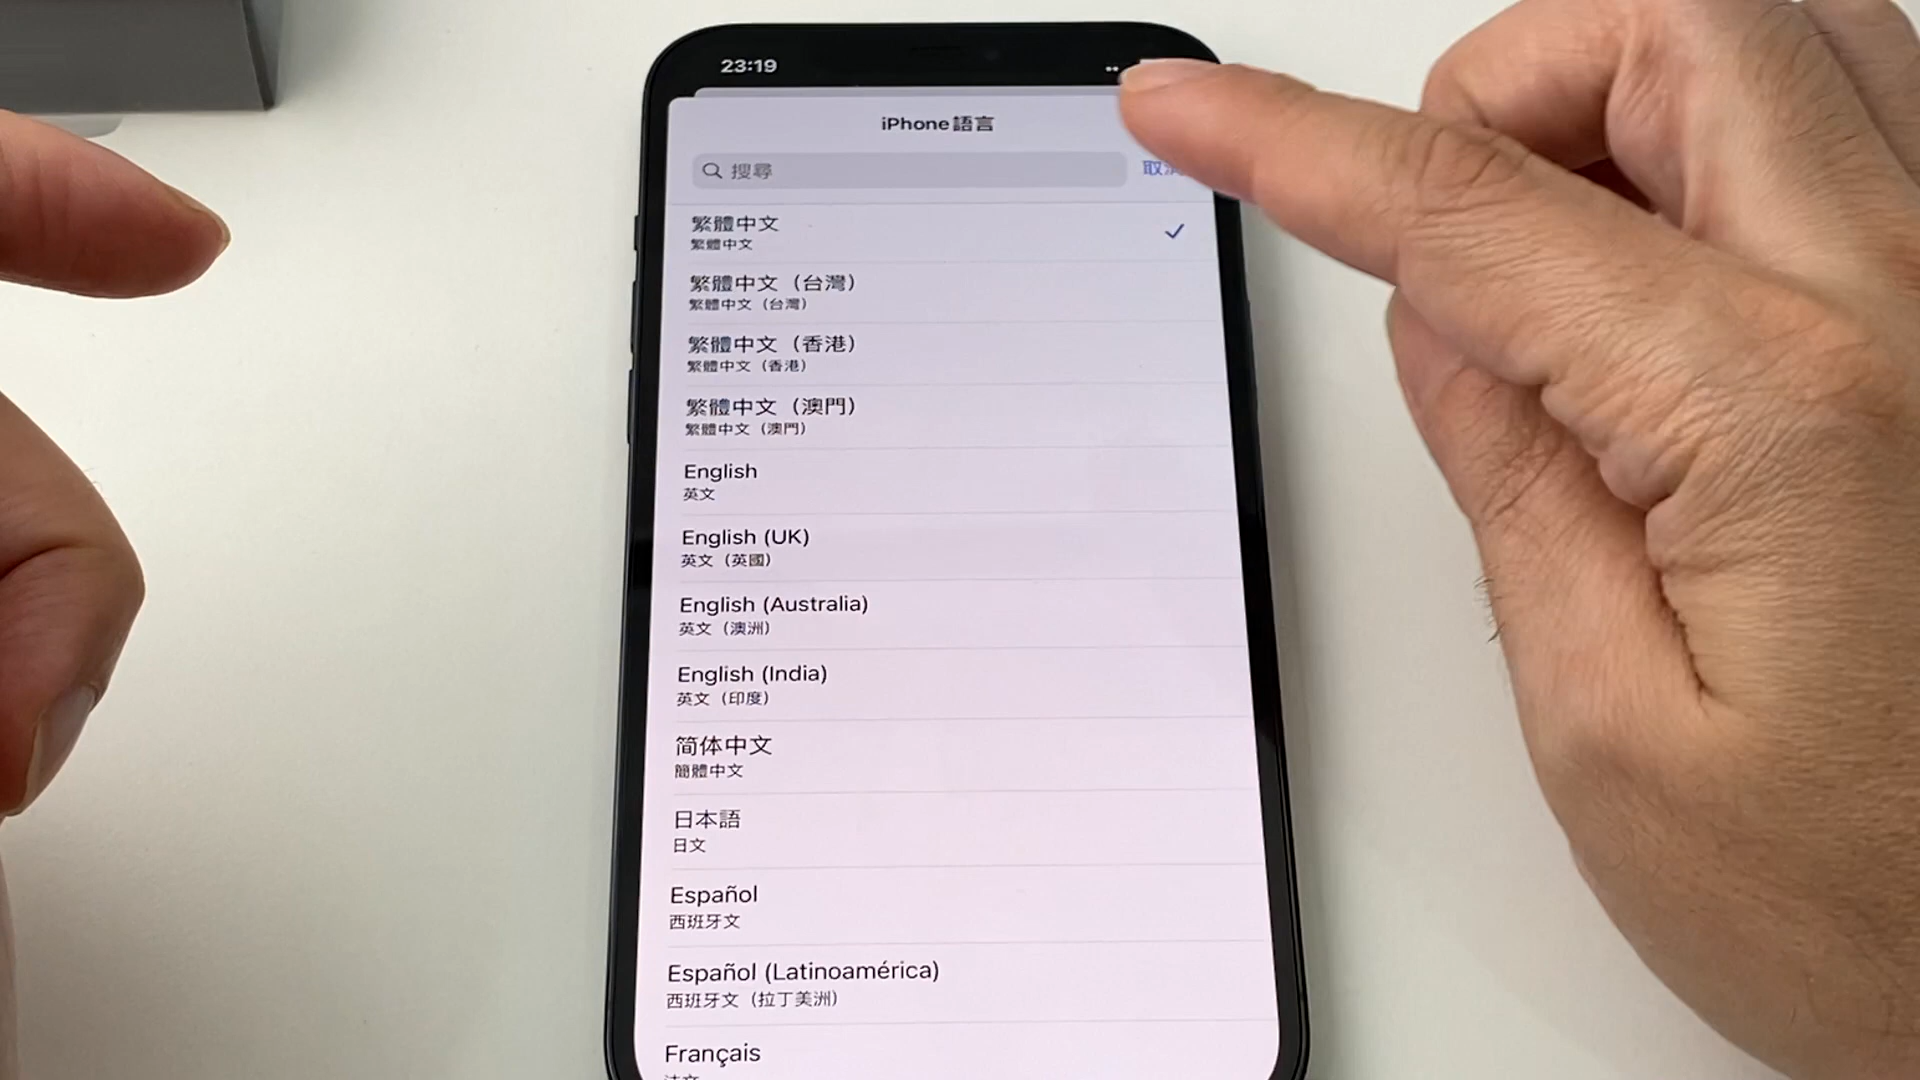 23:19
iPhone語言
搜尋
繁體中文
繁體中文
繁體中文（台灣）
繁體中文（台灣）
繁體中文（香港）
繁體中文（香港）
繁體中文（澳門）
繁體中文（澳門）
English
英文
English (UK)
英文（英國）
English (Australia)
英文（澳洲）
English (India)
英文（印度）
简体中文
簡體中文
日本語
日文
Español
西班牙文
Español (Latinoamérica)
西班牙文（拉丁美洲）
Français